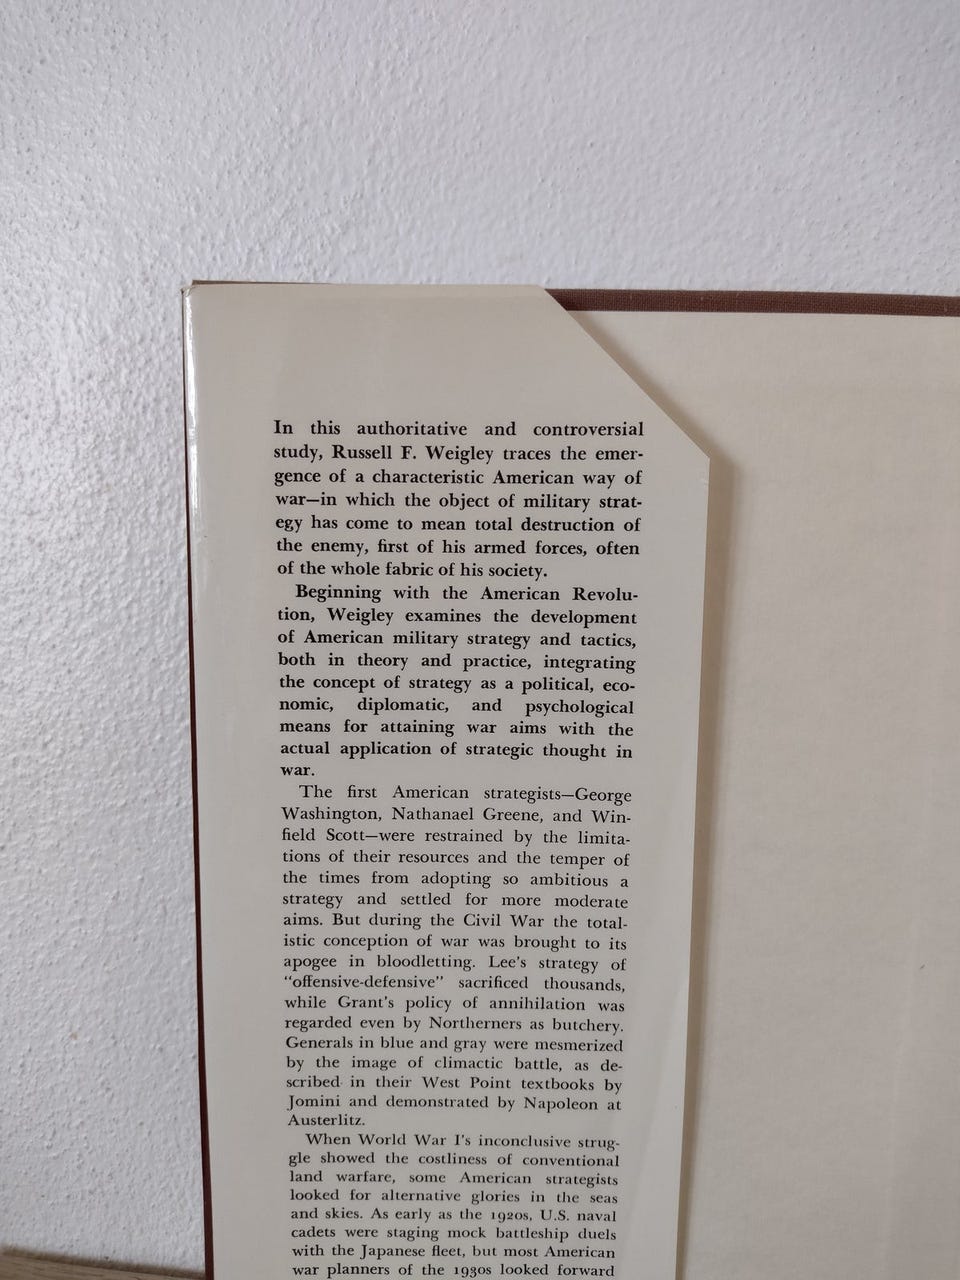 In this authoritative and controversial
study, Russell F. Weigley traces the emer-
gence of a characteristic American way of
war—in which the object of military strat-
egy has come to mean total destruction of
the enemy, first of his armed forces, often
of the whole fabric of his society.
Beginning with the American Revolu-
tion, Weigley examines the development
of American military strategy and tactics,
both in theory and practice, integrating
the concept of strategy as a political, eco-
nomic, diplomatic, and psychological
means for attaining war aims with the
actual application of strategic thought in
war.
The first American strategists—George
Washington, Nathanael Greene, and Win-
field Scott—were restrained by the limita-
tions of their resources and the temper of
the times from adopting so ambitious a
strategy and settled for more moderate
aims. But during the Civil War the total-
istic conception of war was brought to its
apogee in bloodletting. Lee's strategy of
"offensive-defensive" sacrificed thousands,
while Grant's policy of annihilation was
regarded even by Northerners as butchery.
Generals in blue and gray were mesmerized
by the image of climactic battle, as de-
scribed in their West Point textbooks by
Jomini and demonstrated by Napoleon at
Austerlitz.
When World War I's inconclusive strug-
gle showed the costliness of conventional
land warfare, some American strategists
looked for alternative glories in the seas
and skies. As early as the 1920s, U.S. naval
cadets were staging mock battleship duels
with the Japanese fleet, but most American
war planners of the 1930s looked forward